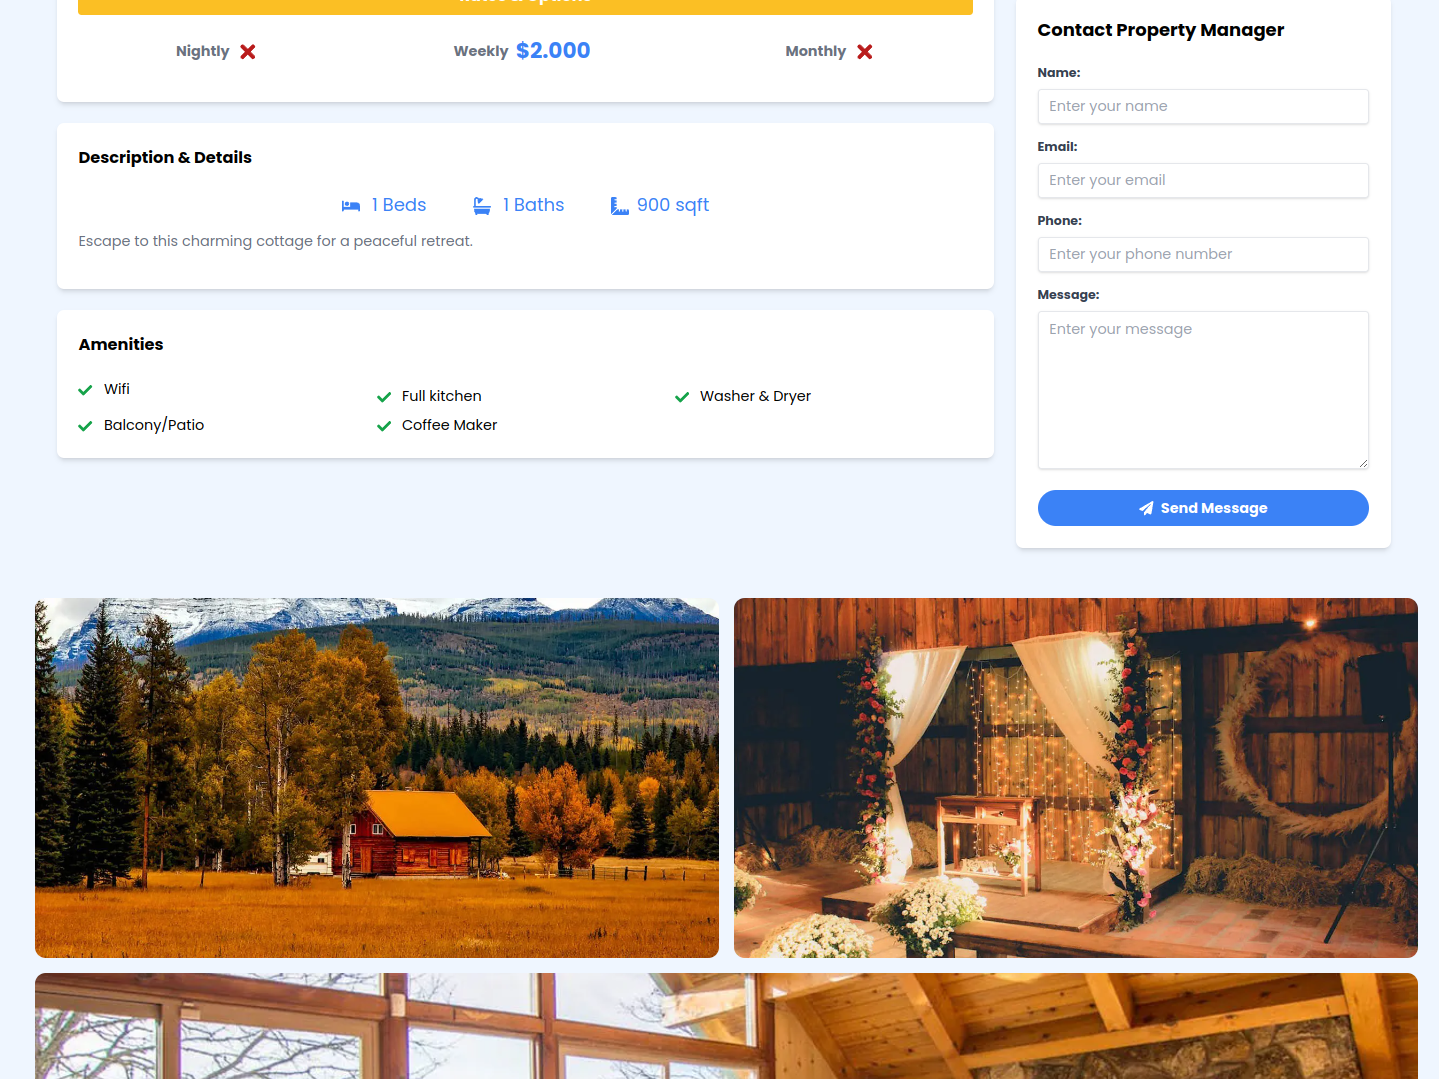 Nightly
Weekly $2.000
Monthly
Description & Details
1 Beds
1 Baths
900 sqft
Escape to this charming cottage for a peaceful retreat.
Amenities
Wifi
Full kitchen
Washer & Dryer
Balcony/Patio
Coffee Maker
Contact Property Manager
Name:
Enter your name
Email:
Enter your email
Phone:
Enter your phone number
Message:
Enter your message
Send Message